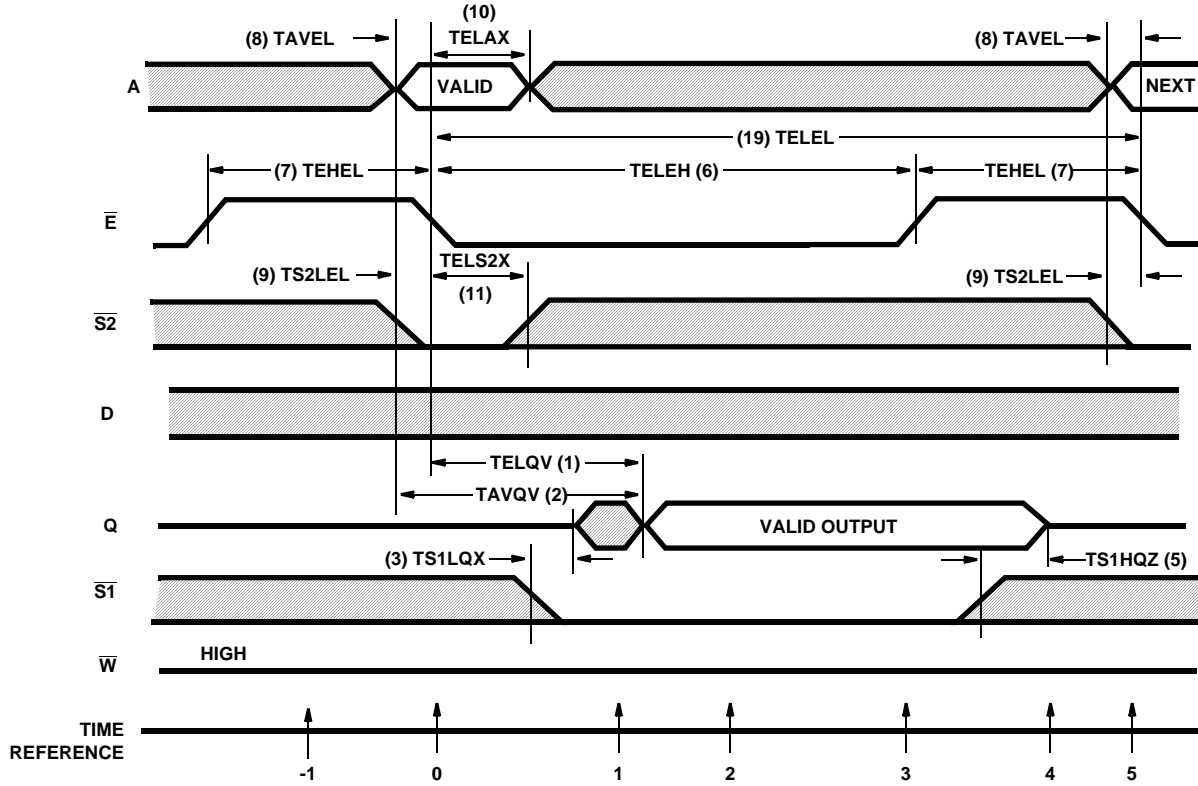 (10)
(8) TAVEL TELAX (8) TAVEL
A VALID NEXT
(19) TELEL
(7) TEHEL TELEH (6) TEHEL (7)
E
TELS2X
(9) TS2LEL (9) TS2LEL
(11)
S2
D
TELQV (1)
TAVQV (2)
Q VALID OUTPUT
(3) TS1LQX TS1HQZ (5)
S1
HIGH
W
TIME
REFERENCE
-1 0 1 2 3 4 5